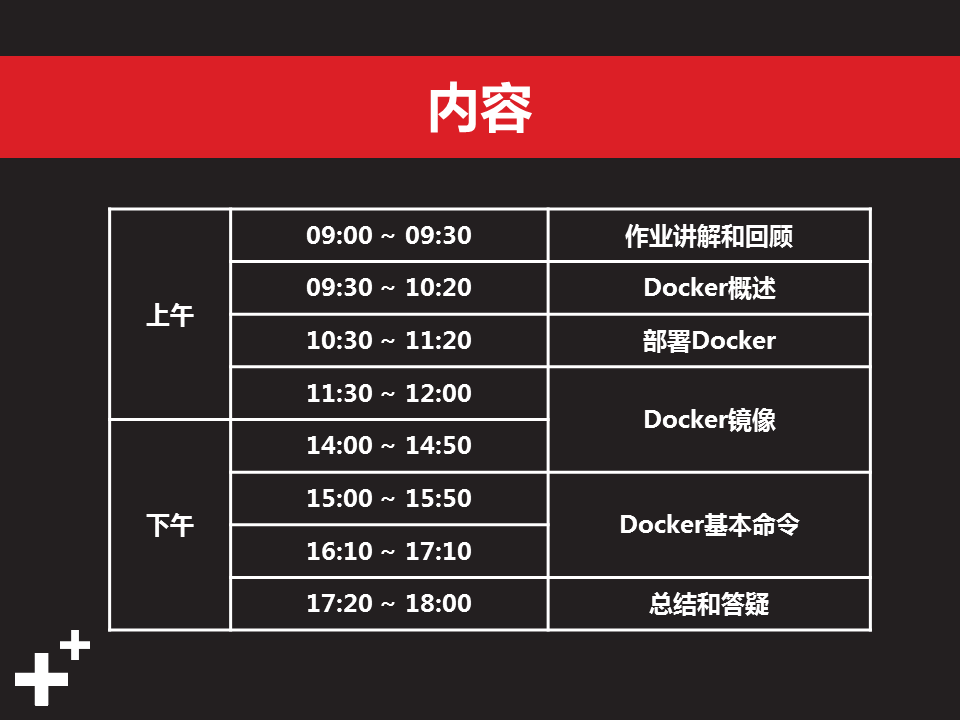 内容
上午
09:00 ~ 09:30 作业讲解和回顾
09:30 ~ 10:20 Docker概述
10:30 ~ 11:20 部署Docker
11:30 ~ 12:00 Docker镜像
下午
14:00 ~ 14:50
15:00 ~ 15:50 Docker基本命令
16:10 ~ 17:10
17:20 ~ 18:00 总结和答疑